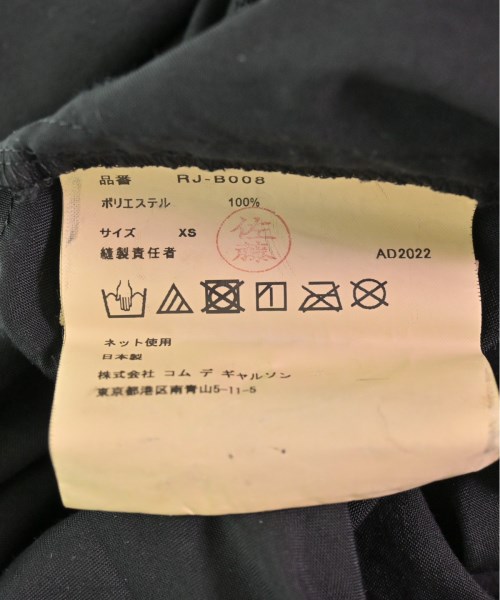 品番 RJ-B008
ポリエステル 100%
サイズ XS
佐藤
縫製責任者 AD2022
ネット使用
日本製
株式会社 コム デ ギャルソン
東京都港区南青山5-11-5